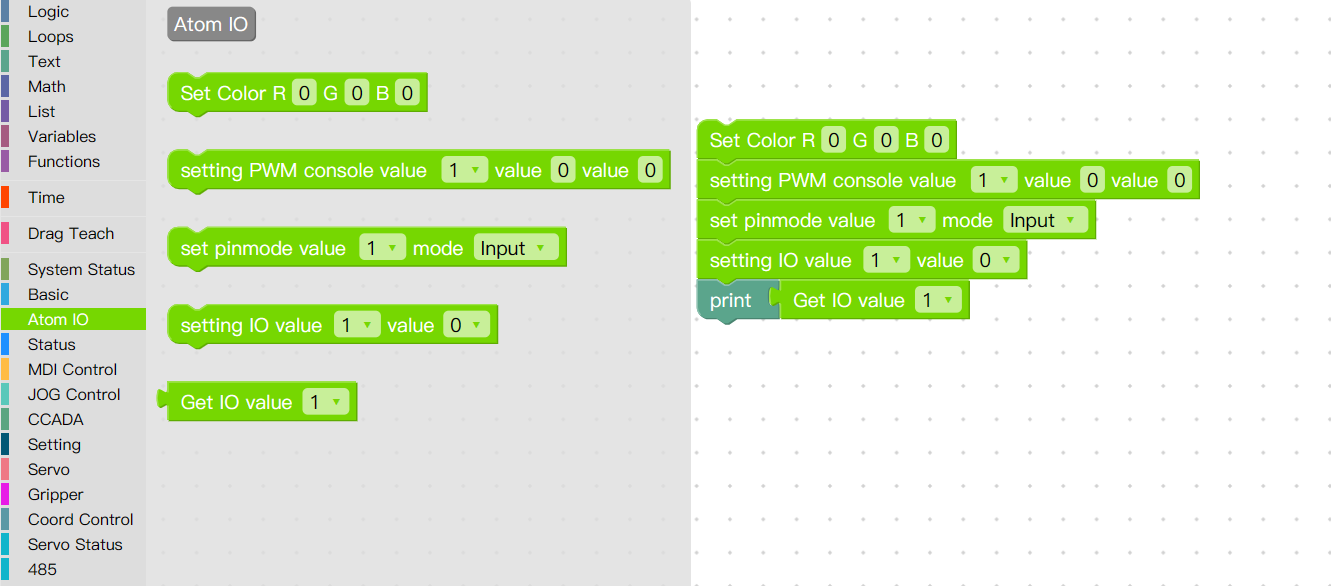 Logic
Loops
Text
Math
List
Variables
Functions
Time
Drag Teach
System Status
Basic
Atom IO
Status
MDI Control
JOG Control
CCADA
Setting
Servo
Gripper
Coord Control
Servo Status
485
Atom IO
Set Color R 0 G 0 B 0
setting PWM console value 1 value 0 value 0
set pinmode value 1 mode Input
setting IO value 1 value 0
Get IO value 1
Set Color R 0 G 0 B 0
setting PWM console value 1 value 0 value 0
set pinmode value 1 mode Input
setting IO value 1 value 0
print Get IO value 1